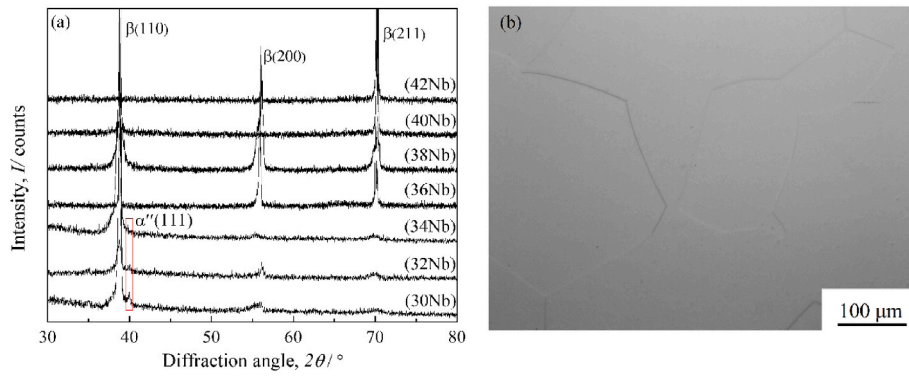 (a)
β(110)
β(200)
β(211)
(42Nb)
(40Nb)
(38Nb)
(36Nb)
α″(111)
(34Nb)
(32Nb)
(30Nb)
Intensity, I/ counts
30 40 50 60 70 80
Diffraction angle, 2θ / °
(b)
100 μm